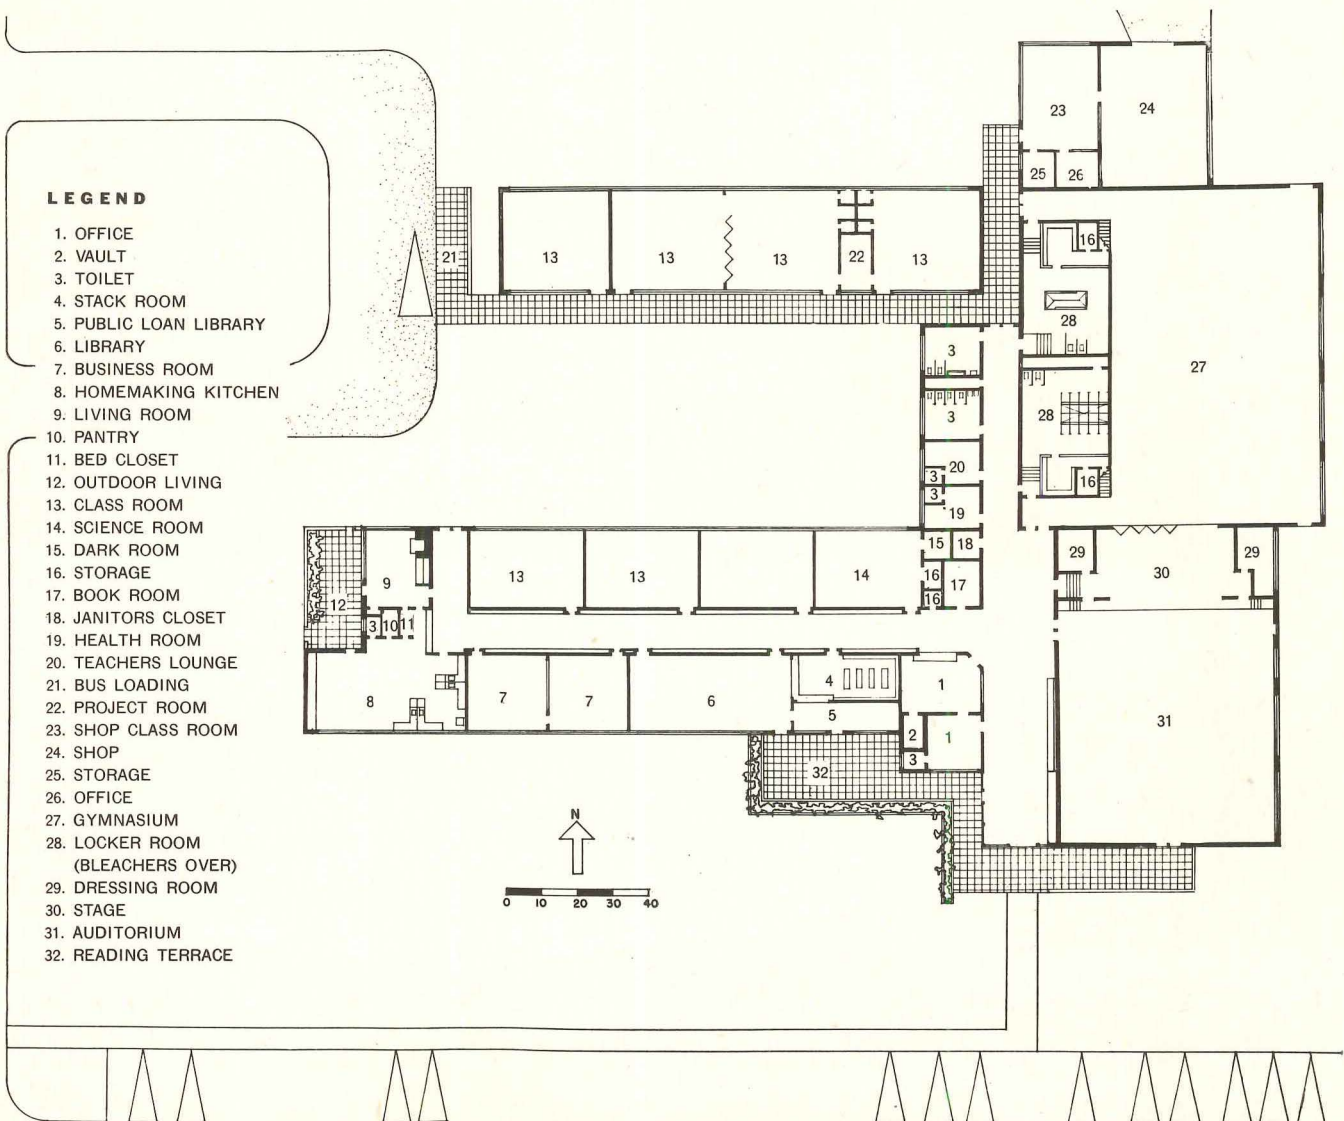 LEGEND
1. OFFICE
2. VAULT
3. TOILET
4. STACK ROOM
5. PUBLIC LOAN LIBRARY
6. LIBRARY
7. BUSINESS ROOM
8. HOMEMAKING KITCHEN
9. LIVING ROOM
10. PANTRY
11. BED CLOSET
12. OUTDOOR LIVING
13. CLASS ROOM
14. SCIENCE ROOM
15. DARK ROOM
16. STORAGE
17. BOOK ROOM
18. JANITORS CLOSET
19. HEALTH ROOM
20. TEACHERS LOUNGE
21. BUS LOADING
22. PROJECT ROOM
23. SHOP CLASS ROOM
24. SHOP
25. STORAGE
26. OFFICE
27. GYMNASIUM
28. LOCKER ROOM
(BLEACHERS OVER)
29. DRESSING ROOM
30. STAGE
31. AUDITORIUM
32. READING TERRACE
23
24
25 26
21
13
13
13
22
13
16
28
27
3
3
28
20
3
16
3
19
15 18
29
30
29
9
13
13
14
16
17
16
12
3 10 11
8
7
7
6
4
5
1
2
1
3
31
32
N
0 10 20 30 40